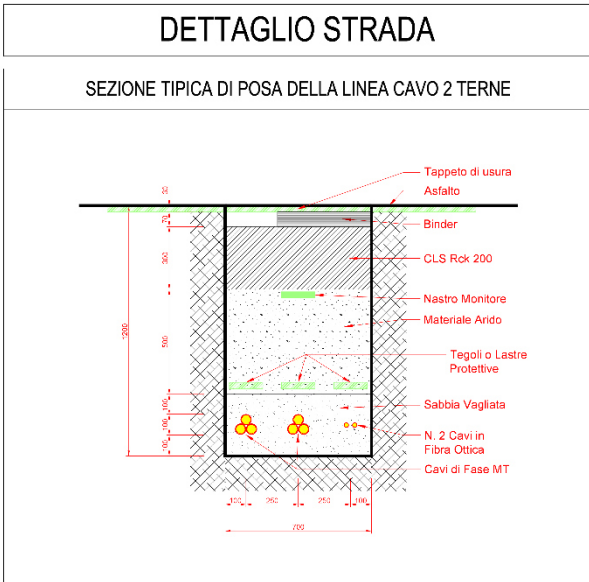 DETTAGLIO STRADA
SEZIONE TIPICA DI POSA DELLA LINEA CAVO 2 TERNE
Tappeto di usura
Asfalto
Binder
CLS Rck 200
Nastro Monitore
Materiale Arido
Tegoli o Lastre
Protettive
Sabbia Vagliata
N. 2 Cavi in
Fibra Ottica
Cavi di Fase MT
30
70
300
500
100
100
100
1200
100 250 250 100
700